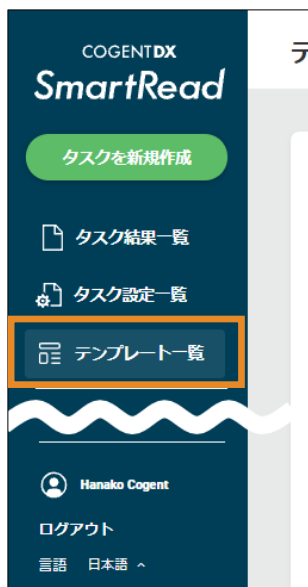 COGENTDX
SmartRead
タスクを新規作成
タスク結果一覧
タスク設定一覧
テンプレート一覧
Hanako Cogent
ログアウト
言語 日本語